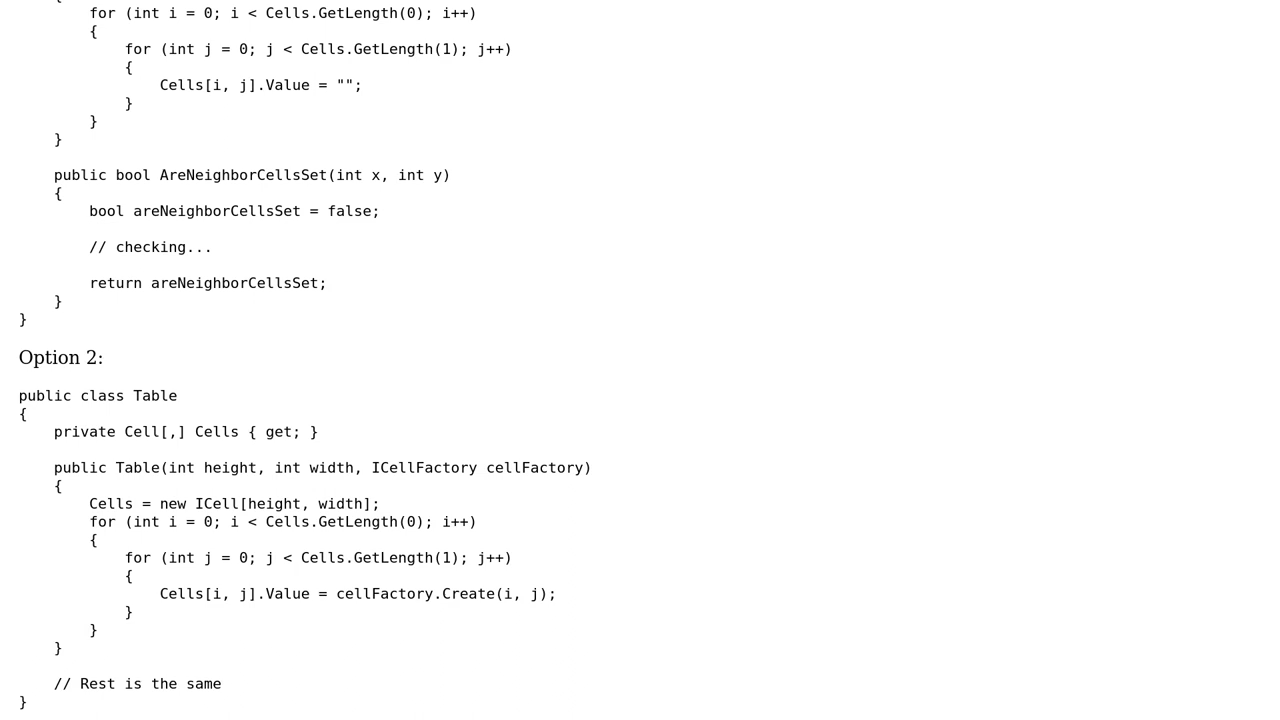 for (int i = 0; i < Cells.GetLength(0); i++)
{
for (int j = 0; j < Cells.GetLength(1); j++)
{
Cells[i, j].Value = "";
}
}
}
public bool AreNeighborCellsSet(int x, int y)
{
bool areNeighborCellsSet = false;
// checking...
return areNeighborCellsSet;
}
}
Option 2:
public class Table
{
private Cell[,] Cells { get; }
public Table(int height, int width, ICellFactory cellFactory)
{
Cells = new ICell[height, width];
for (int i = 0; i < Cells.GetLength(0); i++)
{
for (int j = 0; j < Cells.GetLength(1); j++)
{
Cells[i, j].Value = cellFactory.Create(i, j);
}
}
}
// Rest is the same
}